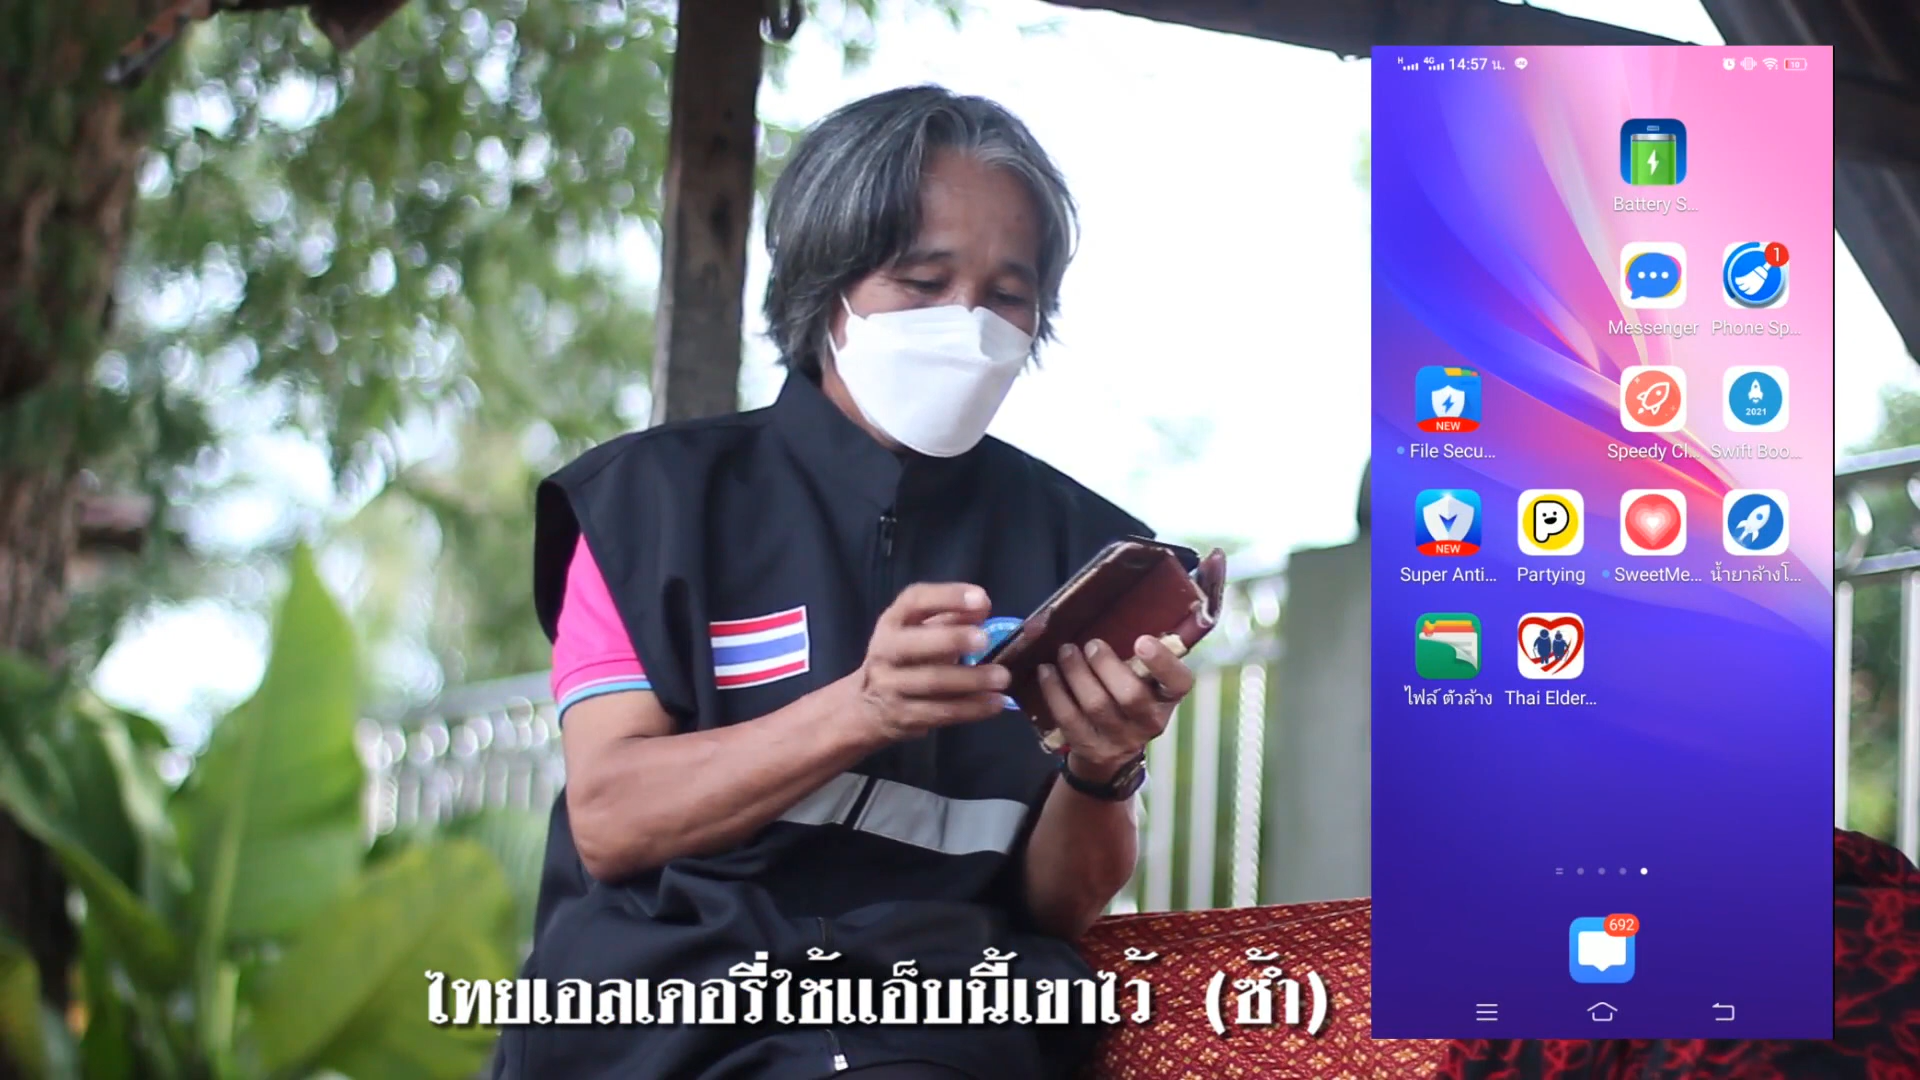 H 4G 14:57 น. 10
Battery S...
1
Messenger Phone Sp...
NEW 2021
File Secu... Speedy Cl... Swift Boo...
NEW
Super Anti... Partying SweetMe... น้ำยาล้างโ...
ไฟล์ ตัวล้าง Thai Elder...
692
ไทยเอลเดอรี่ใช้แอ็บนี้เขาไว้ (ซ้ำ)